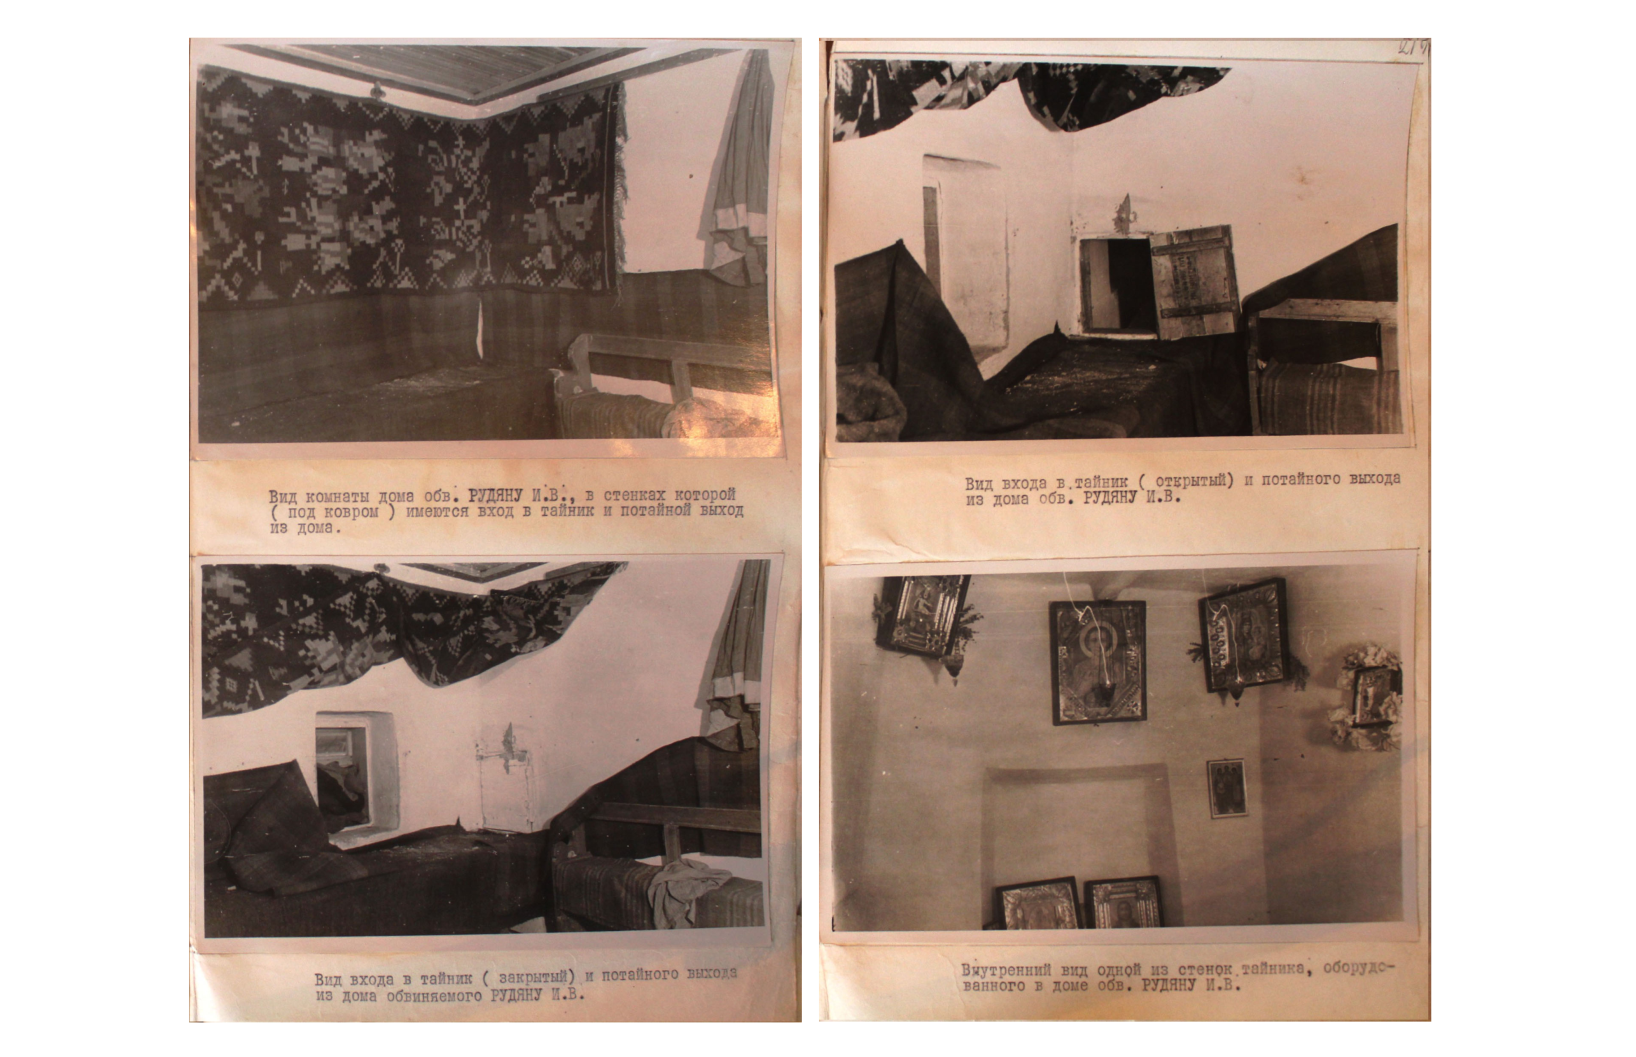 Вид комнаты дома обв. РУДЯНУ И.В., в стенках которой
( под ковром ) имеются вход в тайник и потайной выход
из дома.
Вид входа в тайник ( закрытый) и потайного выхода
из дома обвиняемого РУДЯНУ И.В.
Вид входа в тайник ( открытый) и потайного выхода
из дома обв. РУДЯНУ И.В.
Внутренний вид одной из стенок тайника, оборудо-
ванного в доме обв. РУДЯНУ И.В.